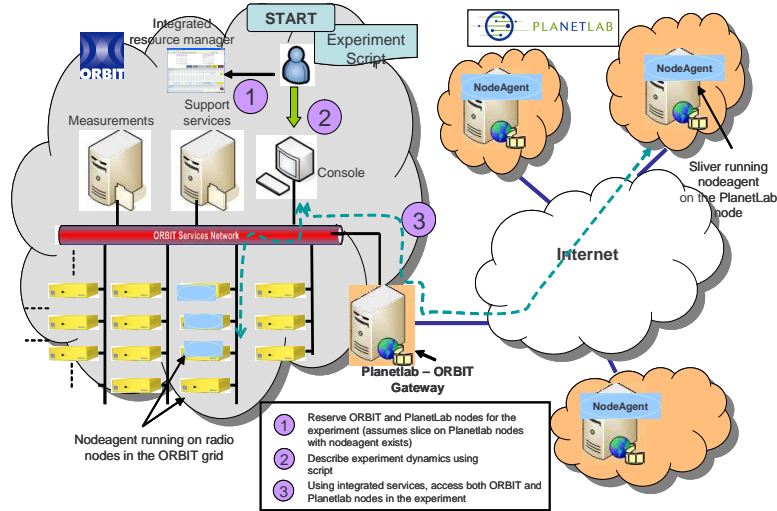 START
Integrated
resource manager
Experiment
Script
ORBIT
PLANETLAB
1
2
Support
services
Measurements
Console
NodeAgent
NodeAgent
Sliver running
nodeagent
on the PlanetLab
node
3
ORBIT Services Network
Internet
Planetlab – ORBIT
Gateway
NodeAgent
Nodeagent running on radio
nodes in the ORBIT grid
1 Reserve ORBIT and PlanetLab nodes for the
experiment (assumes slice on Planetlab nodes
with nodeagent exists)
2 Describe experiment dynamics using
script
3 Using integrated services, access both ORBIT and
Planetlab nodes in the experiment